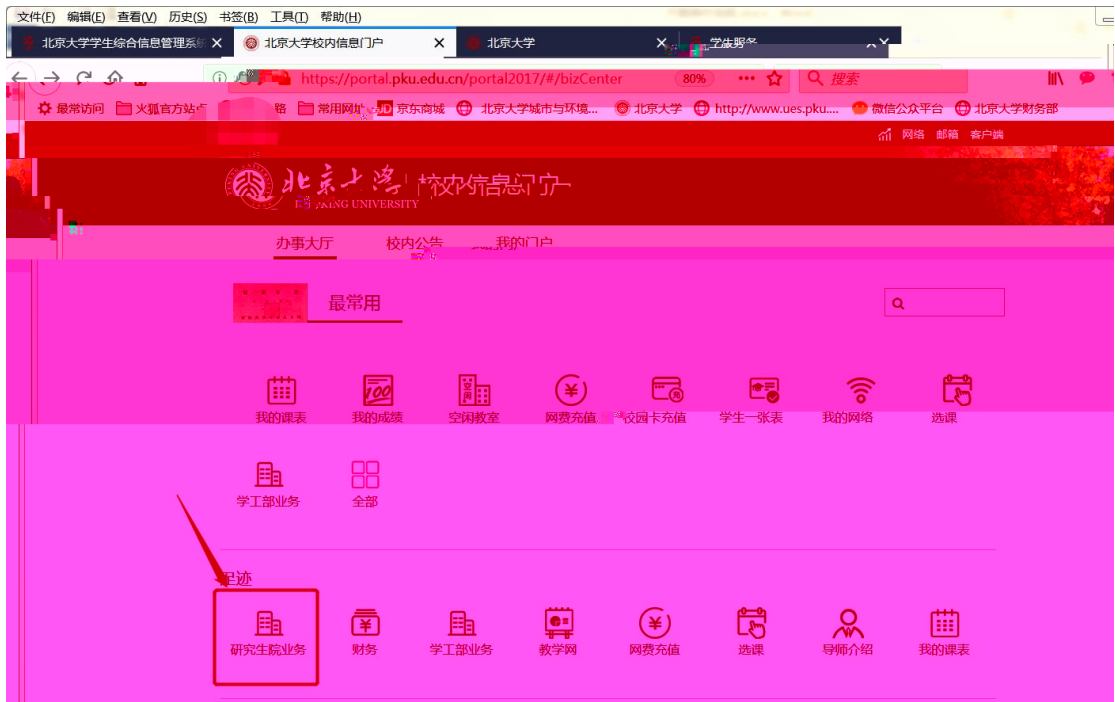 文件(F) 编辑(E) 查看(V) 历史(S) 书签(B) 工具(T) 帮助(H)
北京大学学生综合信息管理系统 北京大学校内信息门户 北京大学 学生服务
https://portal.pku.edu.cn/portal2017/#/bizCenter 80% 搜索
最常访问 火狐官方站点 常用网址 JD 京东商城 北京大学城市与环境... 北京大学 http://www.ues.pku.... 微信公众平台 北京大学财务部
网络 邮箱 客户端
北京大学 校内信息门户
UNIVERSITY
办事大厅 校内公告 我的门户
最常用
我的课表 我的成绩 空闲教室 网费充值 校园卡充值 学生一张表 我的网络 选课
学工部业务 全部
足迹
研究生院业务 财务 学工部业务 教学网 网费充值 选课 导师介绍 我的课表